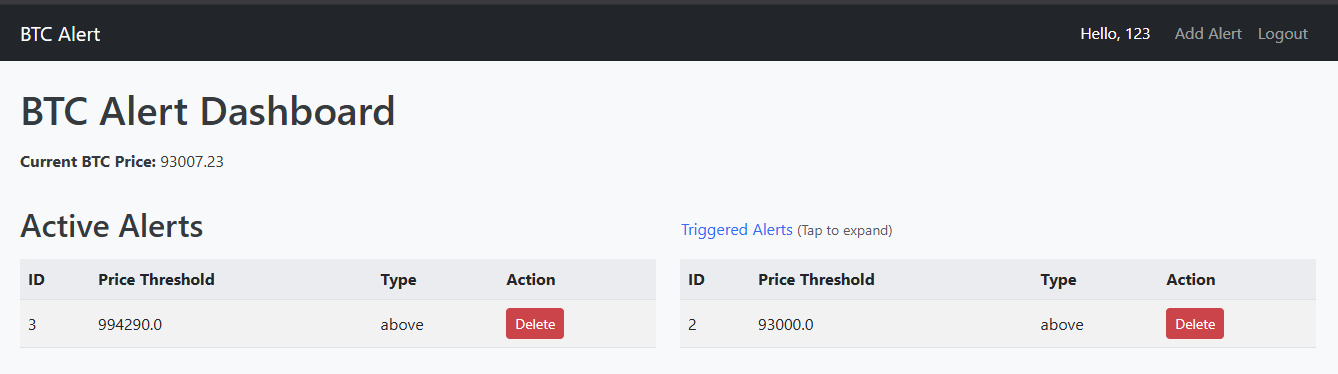 BTC Alert
Hello, 123 Add Alert Logout
BTC Alert Dashboard
Current BTC Price: 93007.23
Active Alerts
ID Price Threshold Type Action
3 994290.0 above Delete
Triggered Alerts (Tap to expand)
ID Price Threshold Type Action
2 93000.0 above Delete